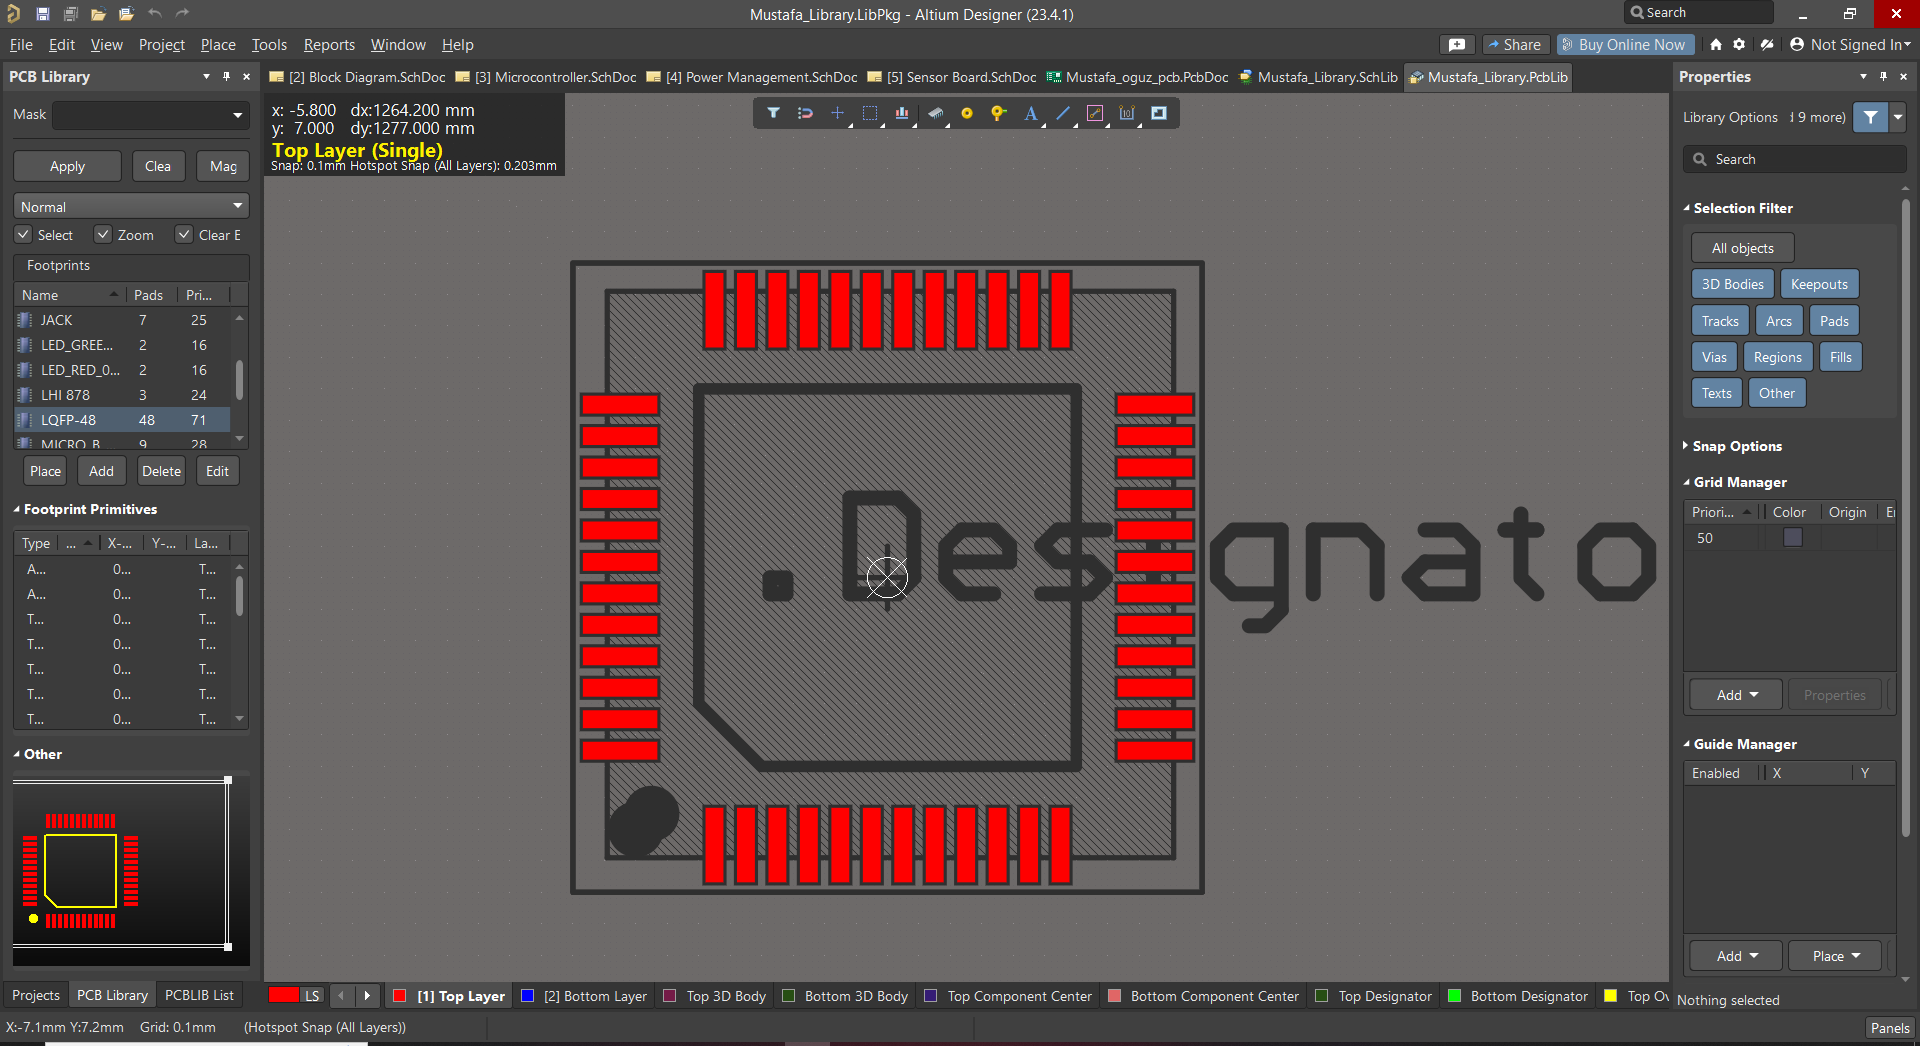 Mustafa_Library.LibPkg - Altium Designer (23.4.1)
Search
File Edit View Project Place Tools Reports Window Help
Share
Buy Online Now
Not Signed In
PCB Library
[2] Block Diagram.SchDoc
[3] Microcontroller.SchDoc
[4] Power Management.SchDoc
[5] Sensor Board.SchDoc
Mustafa_oguz_pcb.PcbDoc
Mustafa_Library.SchLib
Mustafa_Library.PcbLib
Properties
Mask
Apply
Clea
Mag
Normal
Select
Zoom
Clear E
Footprints
Name Pads Pri...
JACK 7 25
LED_GREE... 2 16
LED_RED_0... 2 16
LHI 878 3 24
LQFP-48 48 71
MICRO_B 9 28
Place
Add
Delete
Edit
Footprint Primitives
Type ... X-... Y-... La...
A... 0... T...
A... 0... T...
T... 0... T...
T... 0... T...
T... 0... T...
T... 0... T...
T... 0... T...
Other
Projects
PCB Library
PCBLIB List
x: -5.800 dx:1264.200 mm
y: 7.000 dy:1277.000 mm
Top Layer (Single)
Snap: 0.1mm Hotspot Snap (All Layers): 0.203mm
Designato
Library Options
9 more)
Search
Selection Filter
All objects
3D Bodies
Keepouts
Tracks
Arcs
Pads
Vias
Regions
Fills
Texts
Other
Snap Options
Grid Manager
Priori... Color Origin
50
Add
Properties
Guide Manager
Enabled X Y
Add
Place
Nothing selected
LS
[1] Top Layer
[2] Bottom Layer
Top 3D Body
Bottom 3D Body
Top Component Center
Bottom Component Center
Top Designator
Bottom Designator
Top Ov
X:-7.1mm Y:7.2mm Grid: 0.1mm (Hotspot Snap (All Layers))
Panels